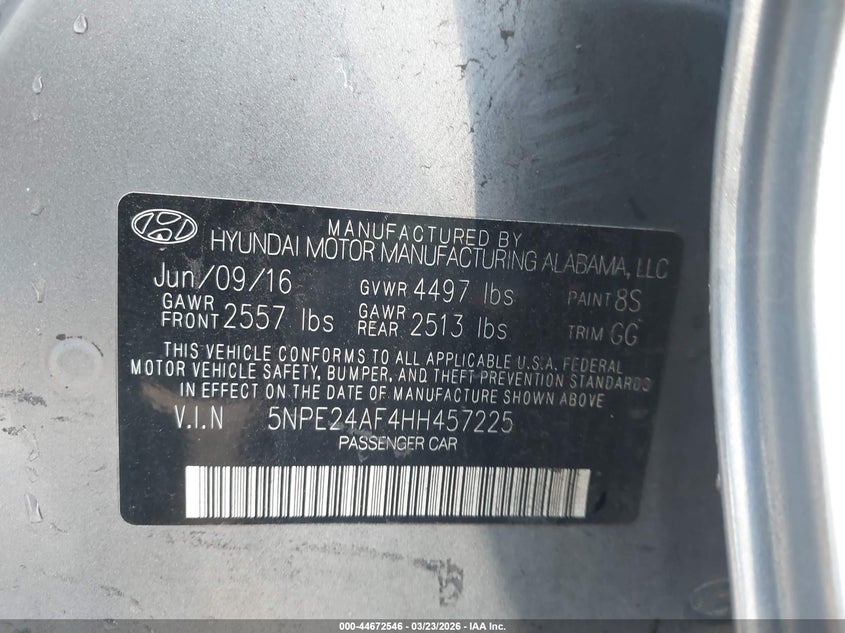 MANUFACTURED BY
HYUNDAI MOTOR MANUFACTURING ALABAMA, LLC
Jun/09/16 GVWR 4497 lbs PAINT 8S
GAWR FRONT 2557 lbs GAWR REAR 2513 lbs TRIM GG
THIS VEHICLE CONFORMS TO ALL APPLICABLE U.S.A. FEDERAL
MOTOR VEHICLE SAFETY, BUMPER, AND THEFT PREVENTION STANDARDS
IN EFFECT ON THE DATE OF MANUFACTURE SHOWN ABOVE
V.I.N 5NPE24AF4HH457225
PASSENGER CAR
000-44672546 - 03/23/2026 - IAA Inc.